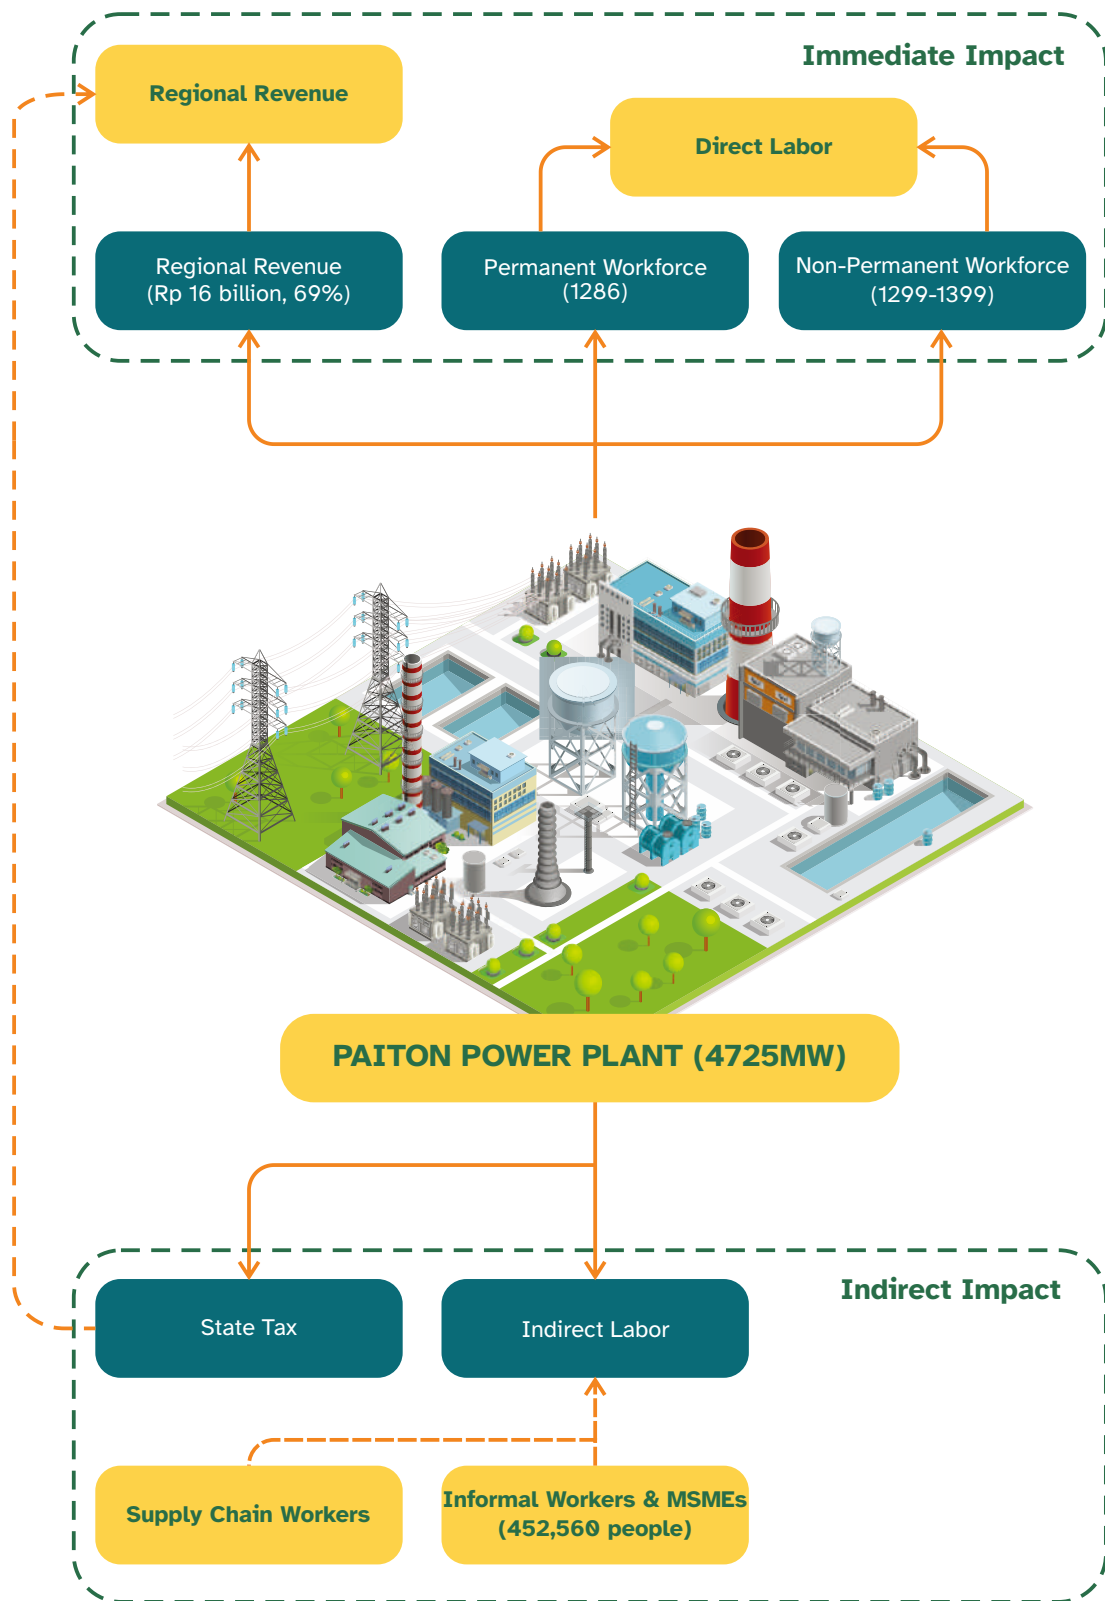 Immediate Impact
Regional Revenue
Direct Labor
Regional Revenue
(Rp 16 billion, 69%)
Permanent Workforce
(1286)
Non-Permanent Workforce
(1299-1399)
PAITON POWER PLANT (4725MW)
Indirect Impact
State Tax
Indirect Labor
Supply Chain Workers
Informal Workers & MSMEs
(452,560 people)